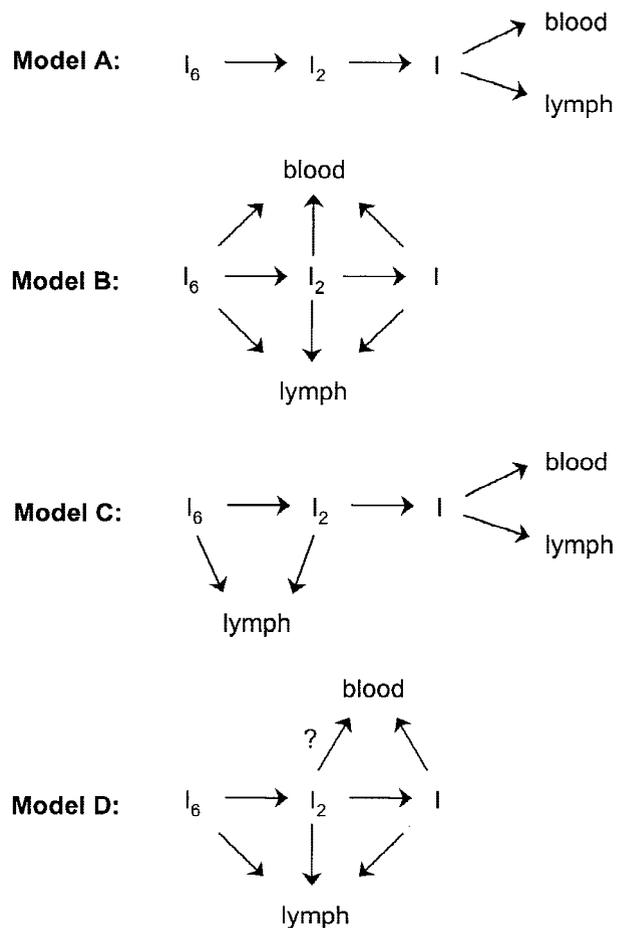 blood
Model A: I₆ I₂ I
lymph
blood
Model B: I₆ I₂ I
lymph
blood
Model C: I₆ I₂ I
lymph
lymph
blood
?
Model D: I₆ I₂ I
lymph